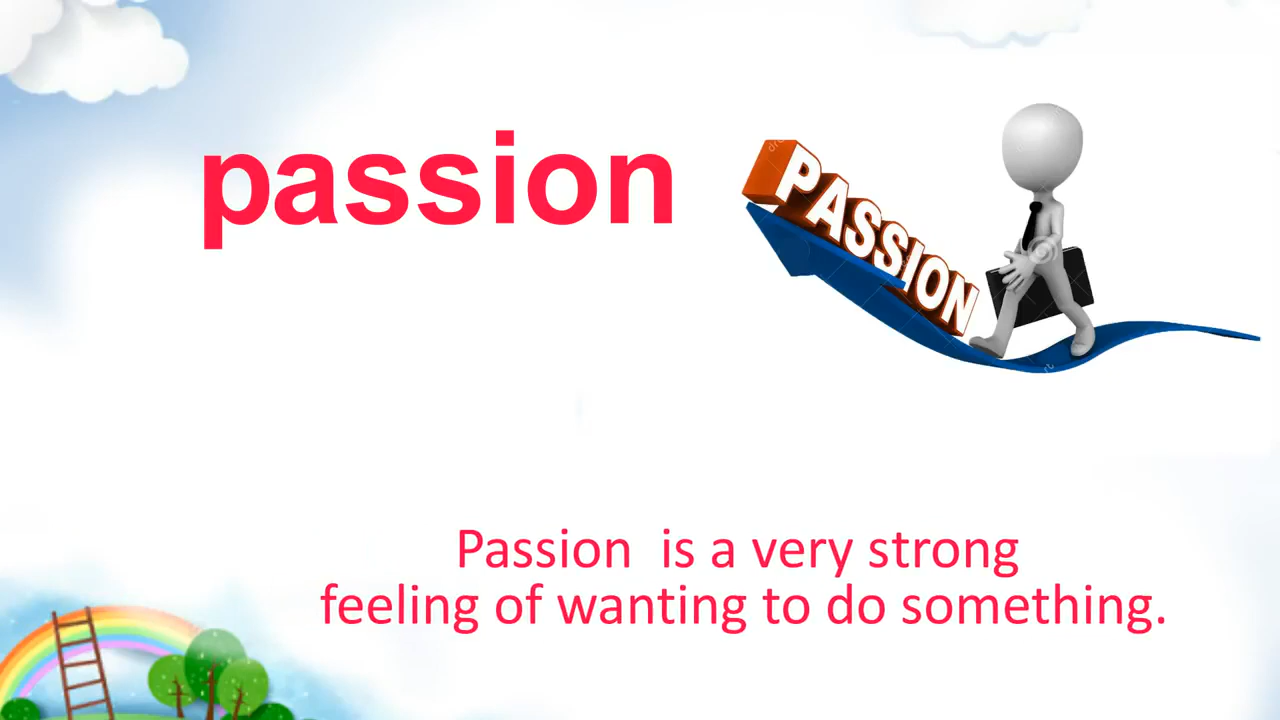 passion
PASSION
Passion  is a very strong
feeling of wanting to do something.